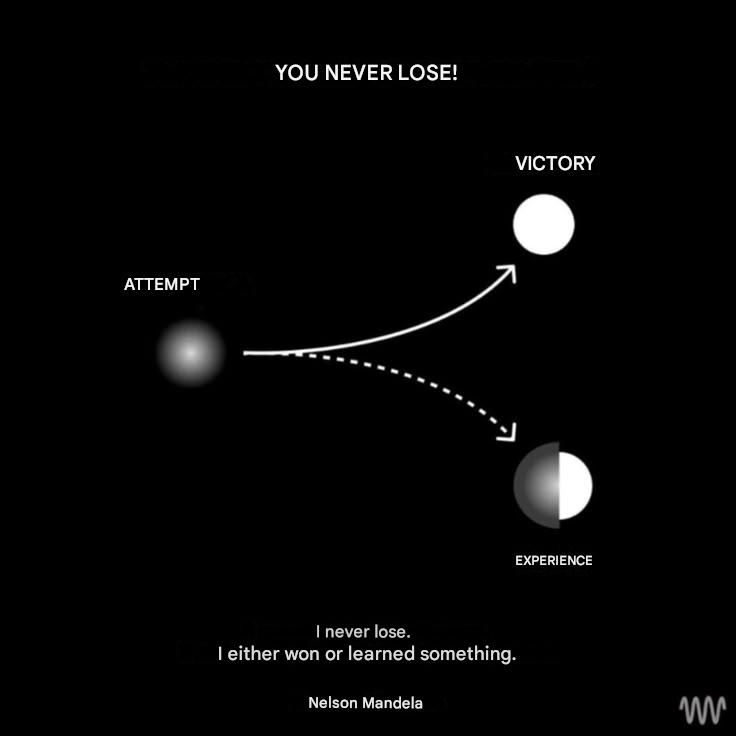 YOU NEVER LOSE!
VICTORY
ATTEMPT
EXPERIENCE
I never lose.
I either won or learned something.
Nelson Mandela